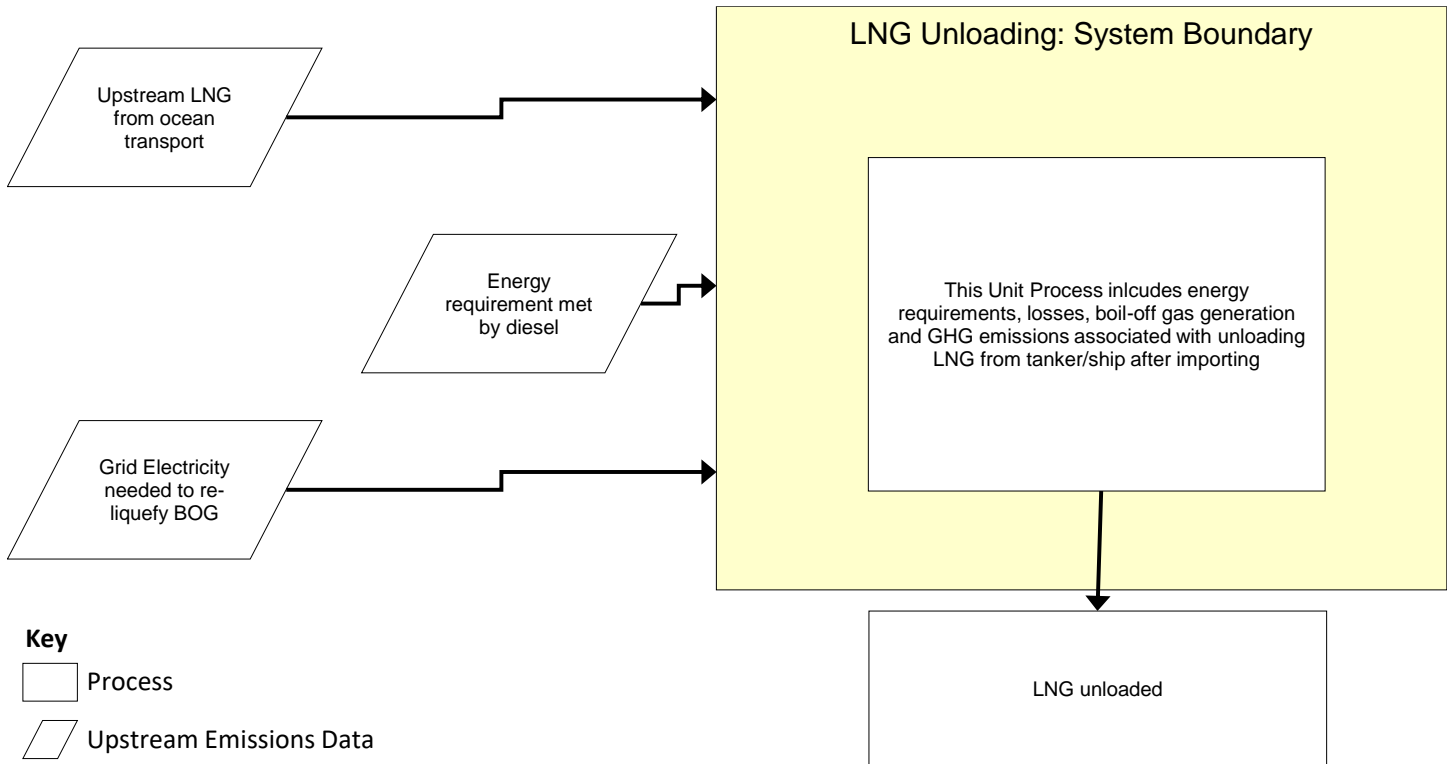 LNG Unloading: System Boundary
Upstream LNG
from ocean
transport
Energy
requirement met
by diesel
This Unit Process inlcudes energy
requirements, losses, boil-off gas generation
and GHG emissions associated with unloading
LNG from tanker/ship after importing
Grid Electricity
needed to re-
liquefy BOG
Key
Process
Upstream Emissions Data
LNG unloaded